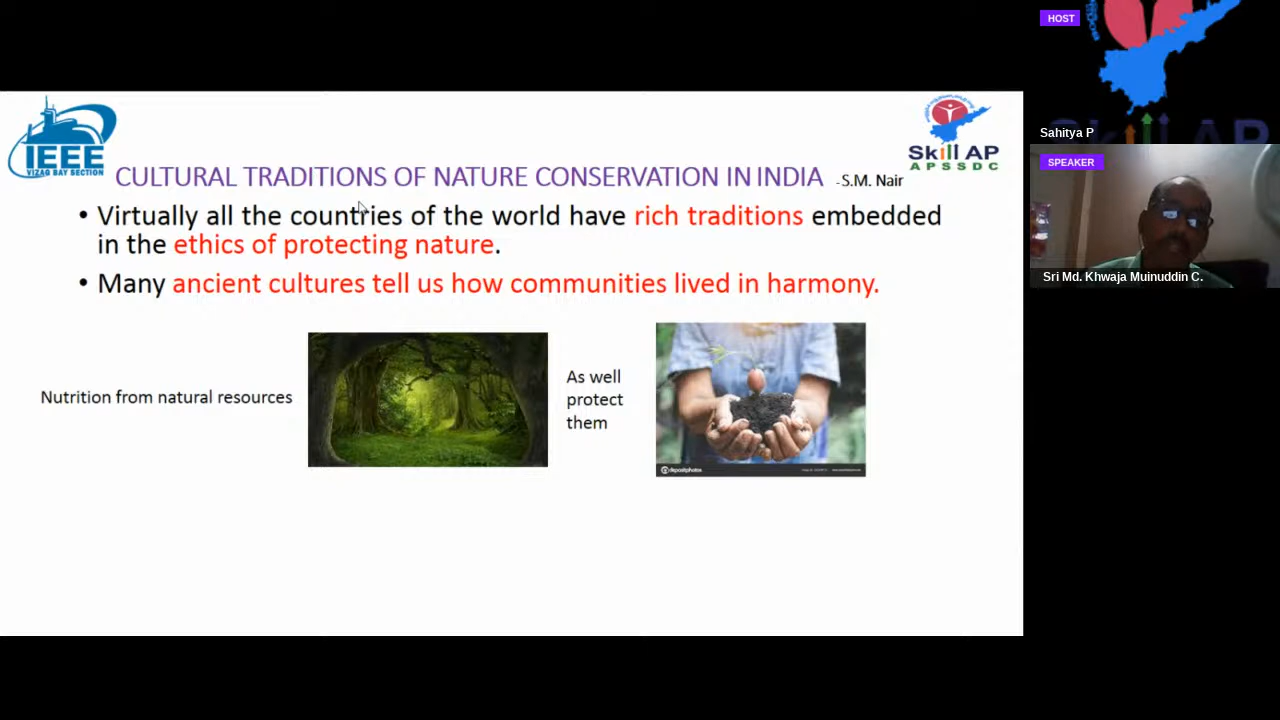 HOST
Skill AP
Sahitya P
SPEAKER
Sri Md. Khwaja Muinuddin C.
IEEE
VIZAG BAY SECTION
Skill AP
APSSDC
CULTURAL TRADITIONS OF NATURE CONSERVATION IN INDIA - S.M. Nair
• Virtually all the countries of the world have rich traditions embedded
in the ethics of protecting nature.
• Many ancient cultures tell us how communities lived in harmony.
Nutrition from natural resources
As well
protect
them
depositphotos